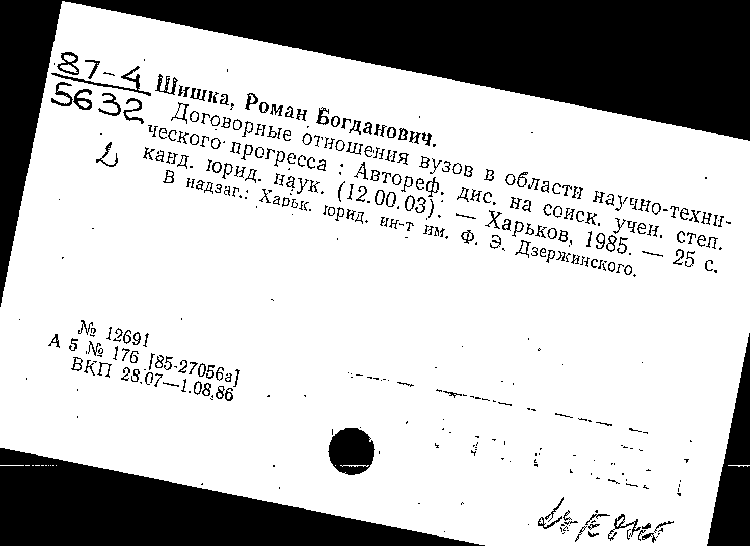 87-4
5632
Шишка, Роман Богданович.
Договорные отношения вузов в области научно-техни-
ческого прогресса : Автореф. дис. на соиск. учен. степ.
канд. юрид. наук. (12.00.03). — Харьков, 1985. — 25 с.
В надзаг.: Харьк. юрид. ин-т им. Ф. Э. Дзержинского.
№ 12691
А 5 № 176 [85-27056а]
ВКП 28.07—1.08.86